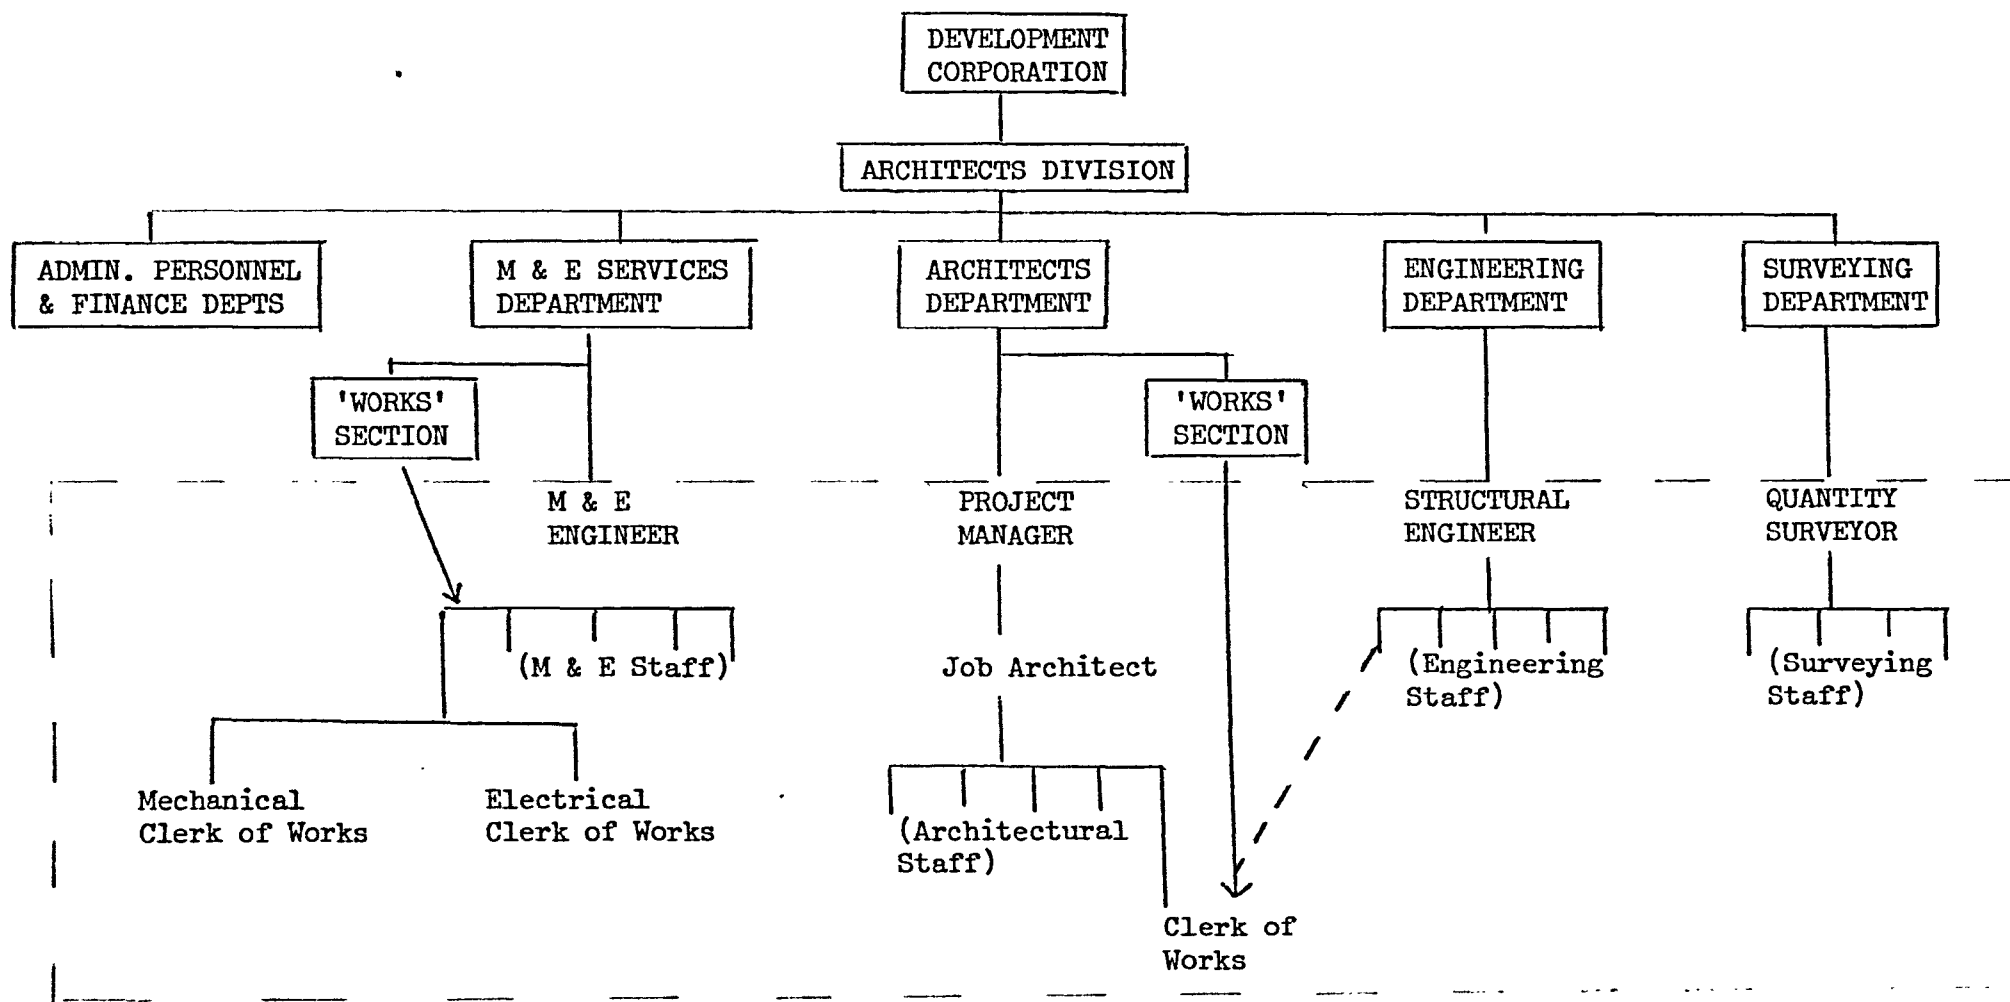 DEVELOPMENT
CORPORATION
ARCHITECTS DIVISION
ADMIN. PERSONNEL
& FINANCE DEPTS
M & E SERVICES
DEPARTMENT
ARCHITECTS
DEPARTMENT
ENGINEERING
DEPARTMENT
SURVEYING
DEPARTMENT
'WORKS'
SECTION
'WORKS'
SECTION
M & E
ENGINEER
PROJECT
MANAGER
STRUCTURAL
ENGINEER
QUANTITY
SURVEYOR
(M & E Staff)
Job Architect
(Engineering
Staff)
(Surveying
Staff)
Mechanical
Clerk of Works
Electrical
Clerk of Works
(Architectural
Staff)
Clerk of
Works